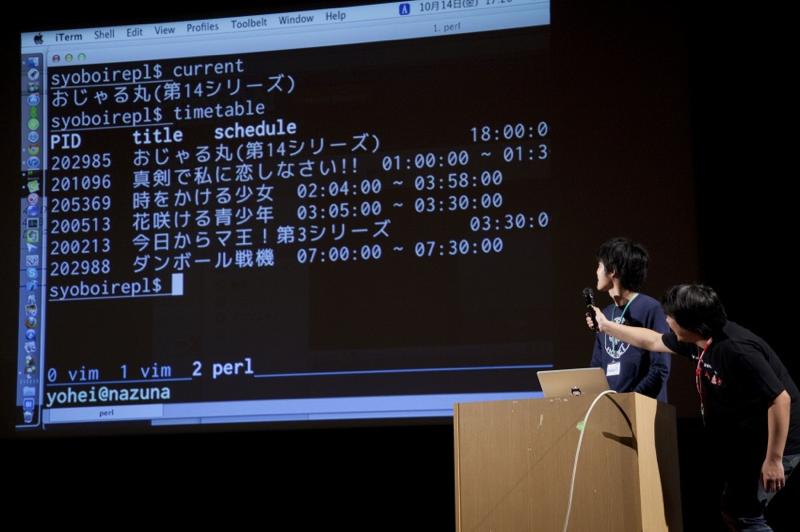 iTerm Shell Edit View Profiles Toolbelt Window Help
A 10月14日(金) 17:20
1. perl
syoboirepl$ current
おじゃる丸(第14シリーズ)
syoboirepl$ timetable
PID title schedule
202985 おじゃる丸(第14シリーズ) 18:00:0
201096 真剣で私に恋しなさい!! 01:00:00 ~ 01:3
205369 時をかける少女 02:04:00 ~ 03:58:00
200513 花咲ける青少年 03:05:00 ~ 03:30:00
200213 今日からマ王！第3シリーズ 03:30:0
202988 ダンボール戦機 07:00:00 ~ 07:30:00
syoboirepl$
0 vim 1 vim 2 perl
yohei@nazuna
perl